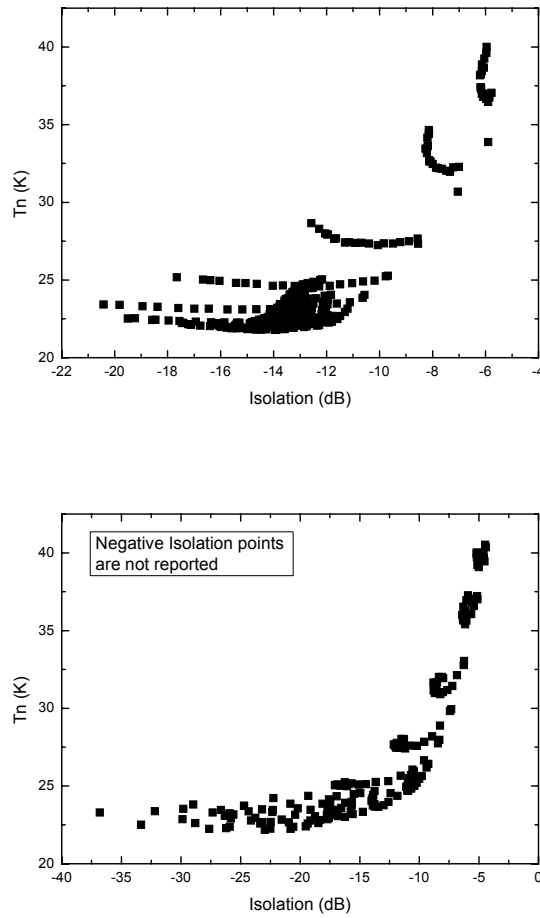 40
35
30
25
20
Tn (K)
-22 -20 -18 -16 -14 -12 -10 -8 -6 -4
Isolation (dB)
Negative Isolation points
are not reported
40
35
30
25
20
Tn (K)
-40 -35 -30 -25 -20 -15 -10 -5 0
Isolation (dB)